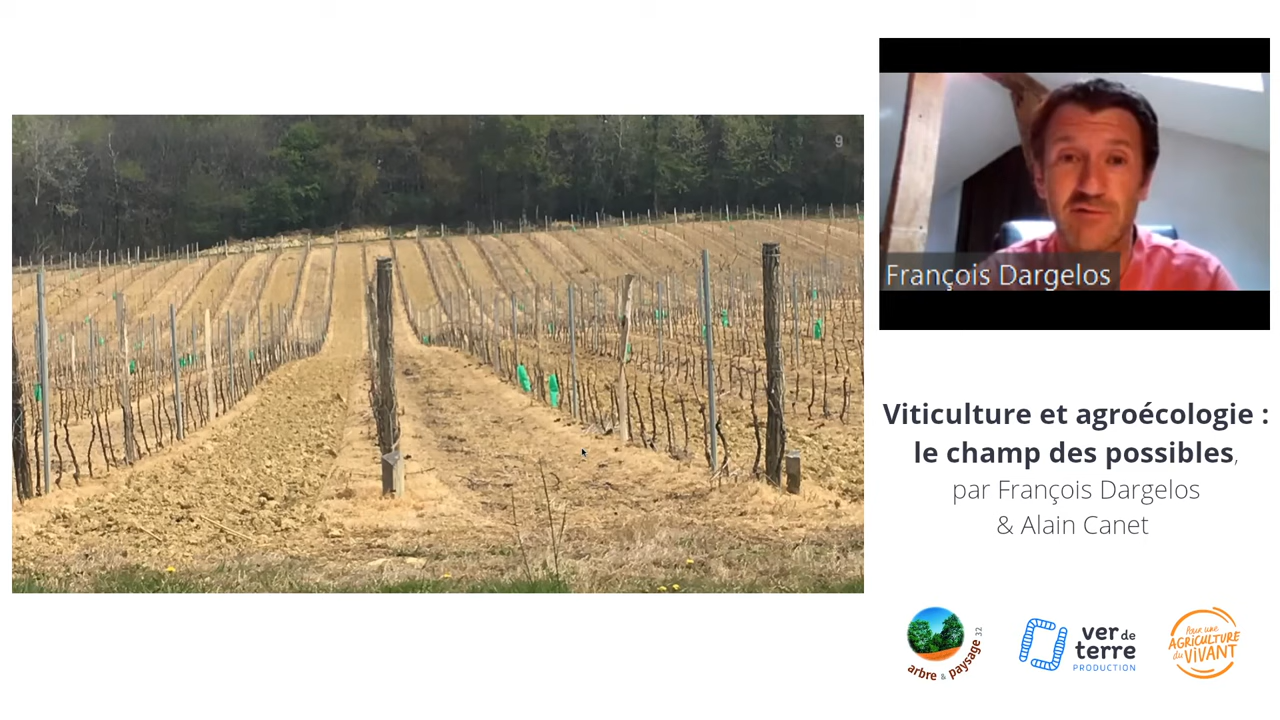 9
François Dargelos
Viticulture et agroécologie :
le champ des possibles,
par François Dargelos
& Alain Canet
arbre & paysage 32
ver de
terre
PRODUCTION
Pour une
AGRICULTURE
du VIVANT